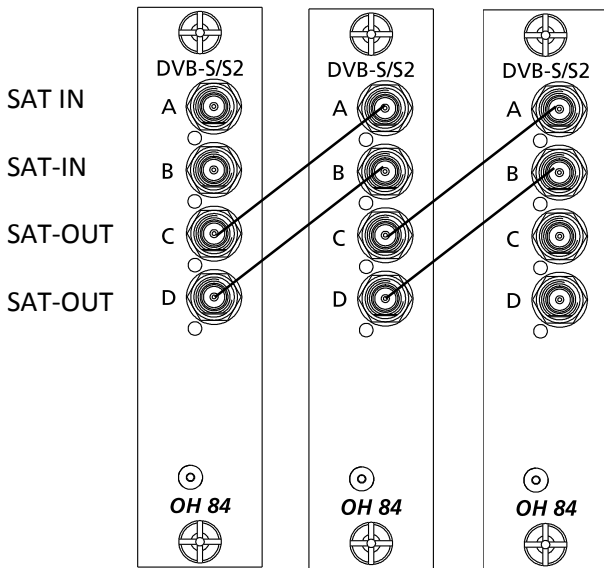 DVB-S/S2 DVB-S/S2 DVB-S/S2
SAT IN A A A
SAT-IN B B B
SAT-OUT C C C
SAT-OUT D D D
OH 84 OH 84 OH 84